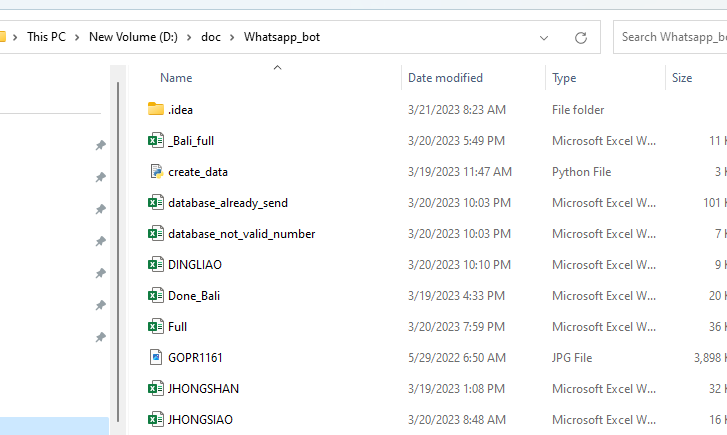 This PC > New Volume (D:) > doc > Whatsapp_bot
Search Whatsapp_b
Name Date modified Type Size
.idea 3/21/2023 8:23 AM File folder
_Bali_full 3/20/2023 5:49 PM Microsoft Excel W... 11 K
create_data 3/19/2023 11:47 AM Python File 3 K
database_already_send 3/20/2023 10:03 PM Microsoft Excel W... 101 K
database_not_valid_number 3/20/2023 10:03 PM Microsoft Excel W... 7 K
DINGLIAO 3/20/2023 10:10 PM Microsoft Excel W... 9 K
Done_Bali 3/19/2023 4:33 PM Microsoft Excel W... 20 K
Full 3/20/2023 7:59 PM Microsoft Excel W... 36 K
GOPR1161 5/29/2022 6:50 AM JPG File 3,898 K
JHONGSHAN 3/19/2023 1:08 PM Microsoft Excel W... 32 K
JHONGSIAO 3/20/2023 8:48 AM Microsoft Excel W... 16 K